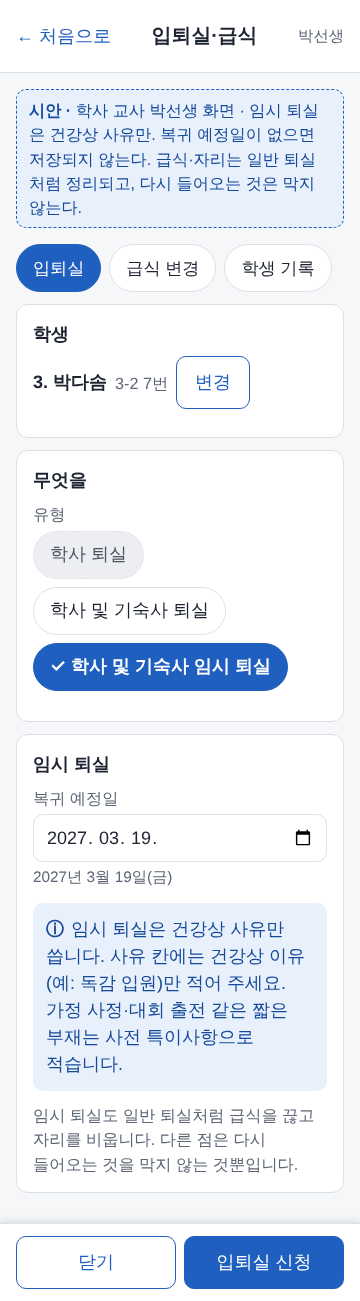 ← 처음으로
입퇴실·급식
박선생
시안 · 학사 교사 박선생 화면 · 임시 퇴실
은 건강상 사유만. 복귀 예정일이 없으면
저장되지 않는다. 급식·자리는 일반 퇴실
처럼 정리되고, 다시 들어오는 것은 막지
않는다.
입퇴실
급식 변경
학생 기록
학생
3. 박다솜 3-2 7번 변경
무엇을
유형
학사 퇴실
학사 및 기숙사 퇴실
✓ 학사 및 기숙사 임시 퇴실
임시 퇴실
복귀 예정일
2027. 03. 19.
2027년 3월 19일(금)
ⓘ 임시 퇴실은 건강상 사유만
씁니다. 사유 칸에는 건강상 이유
(예: 독감 입원)만 적어 주세요.
가정 사정·대회 출전 같은 짧은
부재는 사전 특이사항으로
적습니다.
임시 퇴실도 일반 퇴실처럼 급식을 끊고
자리를 비웁니다. 다른 점은 다시
들어오는 것을 막지 않는 것뿐입니다.
닫기
입퇴실 신청